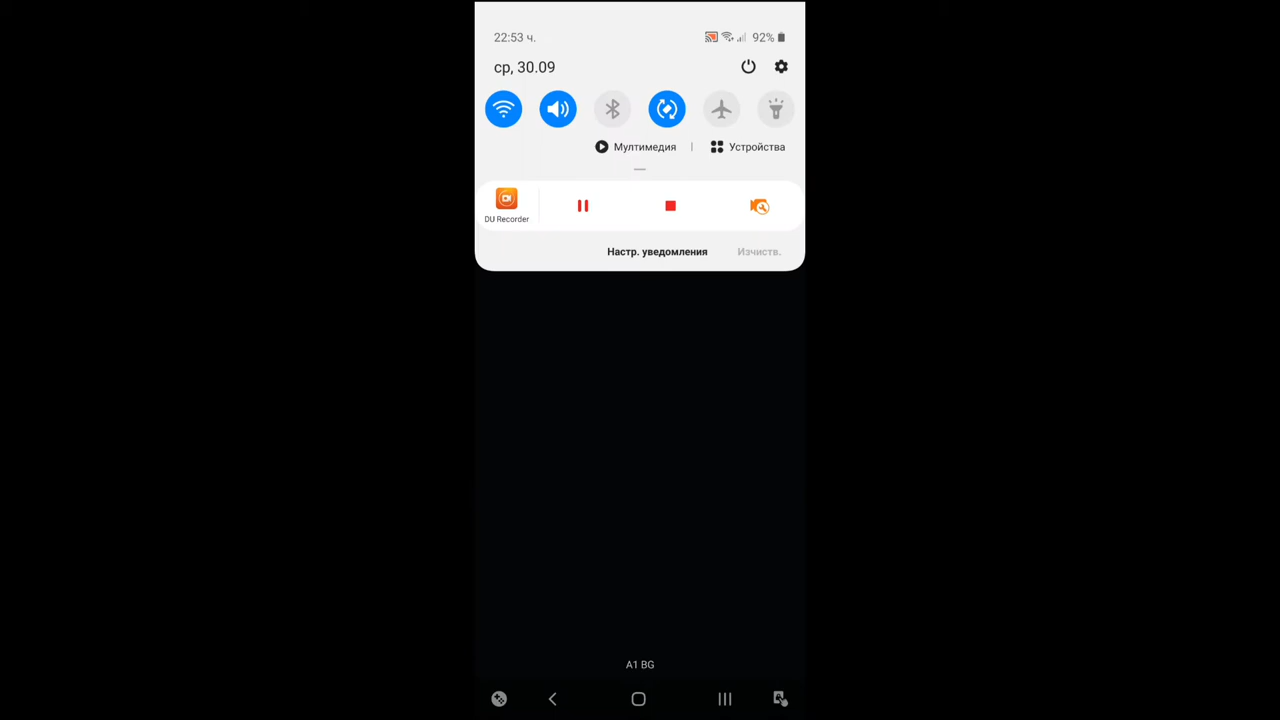 22:53 ч.
92%
ср, 30.09
Мултимедия | Устройства
DU Recorder
Настр. уведомления
Изчиств.
A1 BG